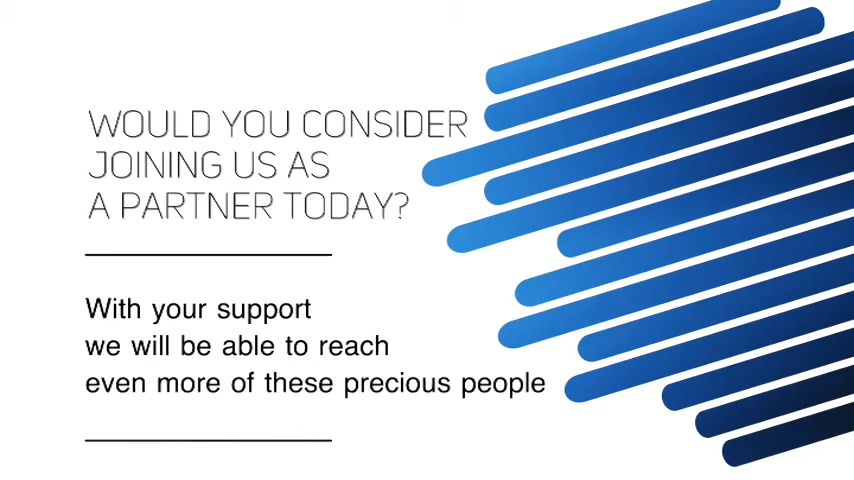 WOULD YOU CONSIDER
JOINING US AS
A PARTNER TODAY?
With your support
we will be able to reach
even more of these precious people